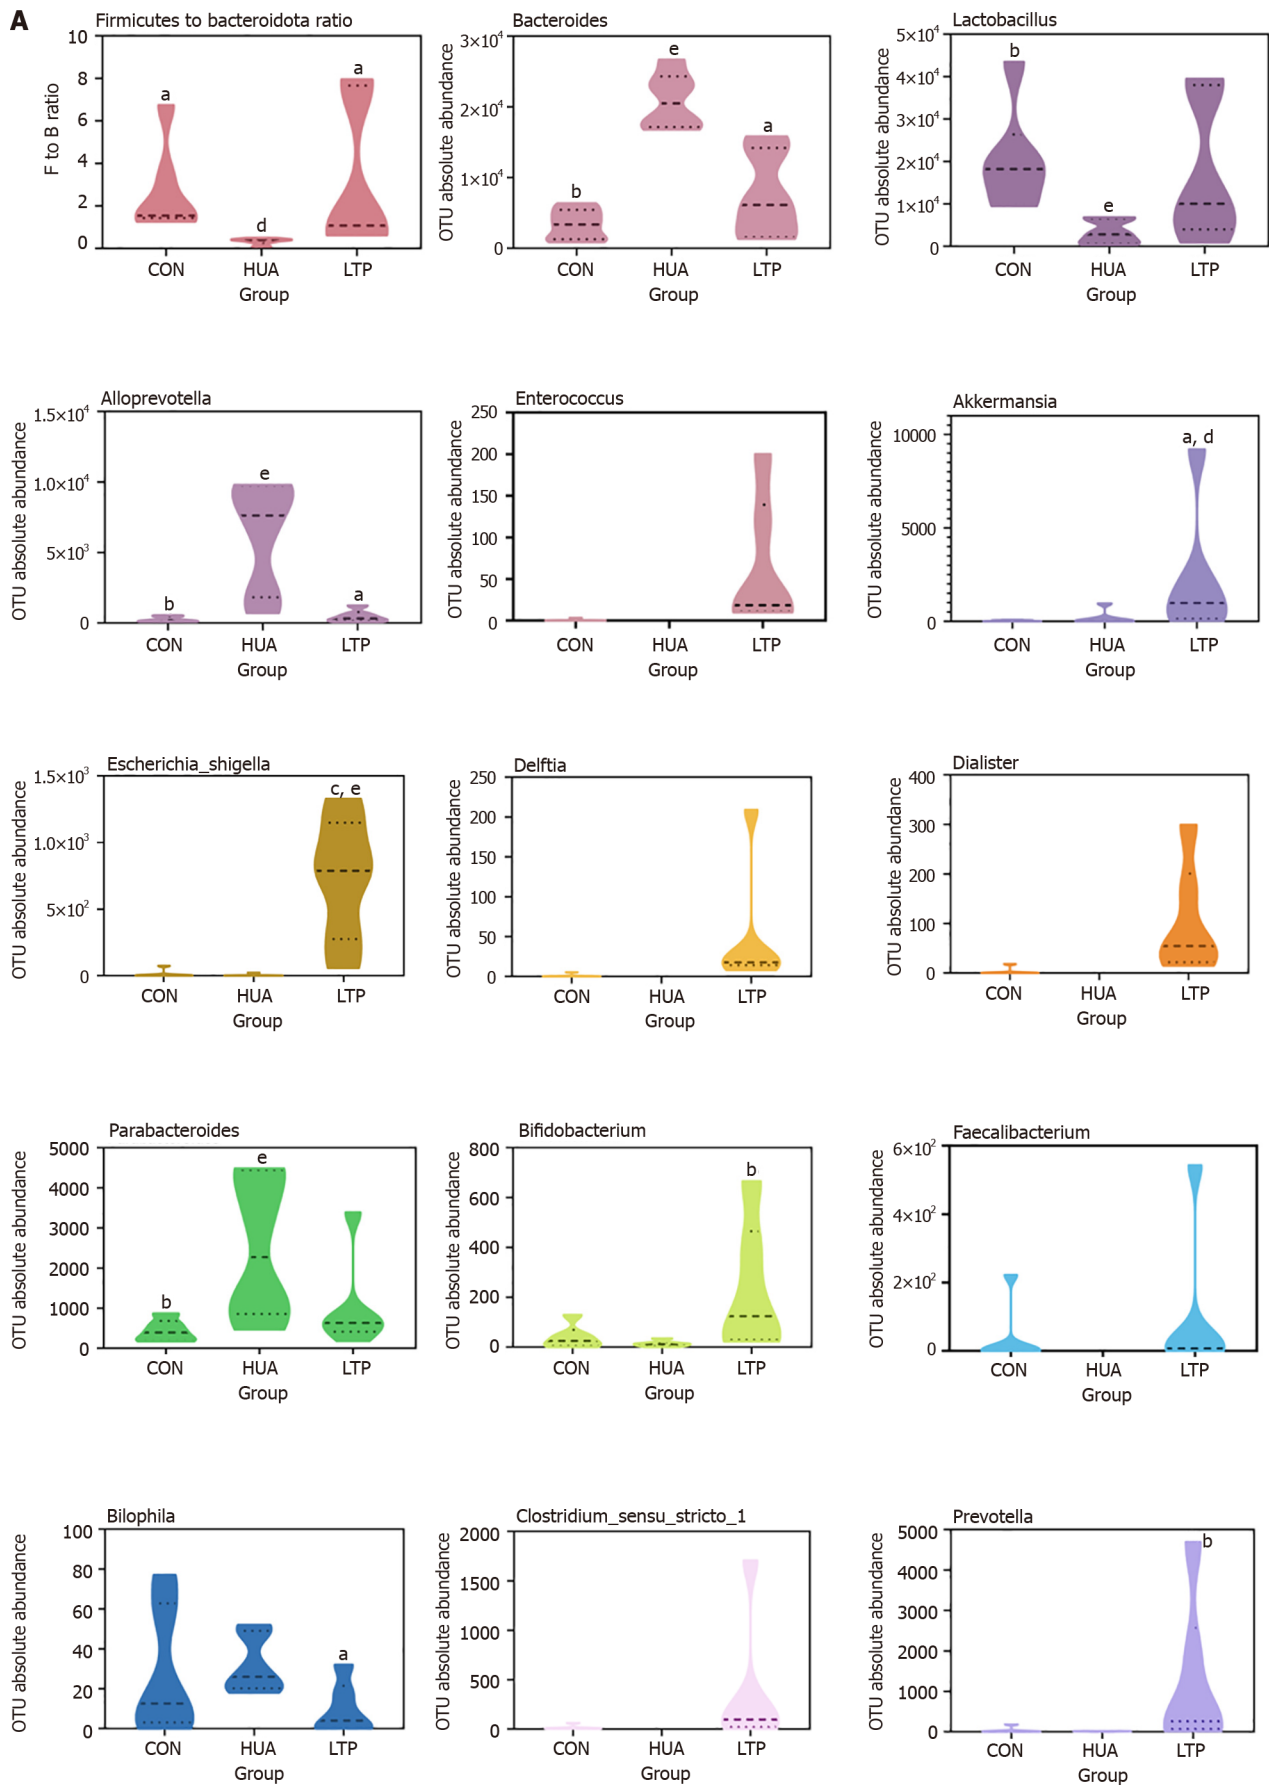 A
Firmicutes to bacteroidota ratio
F to B ratio
10
8
6
4
2
0
a
d
a
CON HUA LTP
Group
Bacteroides
OTU absolute abundance
3×10⁴
2×10⁴
1×10⁴
0
b
e
a
CON HUA LTP
Group
Lactobacillus
OTU absolute abundance
5×10⁴
4×10⁴
3×10⁴
2×10⁴
1×10⁴
0
b
e
CON HUA LTP
Group
Alloprevotella
OTU absolute abundance
1.5×10⁴
1.0×10⁴
5×10³
0
b
e
a
CON HUA LTP
Group
Enterococcus
OTU absolute abundance
250
200
150
100
50
0
CON HUA LTP
Group
Akkermansia
OTU absolute abundance
10000
5000
0
a, d
CON HUA LTP
Group
Escherichia_shigella
OTU absolute abundance
1.5×10³
1.0×10³
5×10²
0
c, e
CON HUA LTP
Group
Delftia
OTU absolute abundance
250
200
150
100
50
0
CON HUA LTP
Group
Dialister
OTU absolute abundance
400
300
200
100
0
CON HUA LTP
Group
Parabacteroides
OTU absolute abundance
5000
4000
3000
2000
1000
0
b
e
CON HUA LTP
Group
Bifidobacterium
OTU absolute abundance
800
600
400
200
0
b
CON HUA LTP
Group
Faecalibacterium
OTU absolute abundance
6×10²
4×10²
2×10²
0
CON HUA LTP
Group
Bilophila
OTU absolute abundance
100
80
60
40
20
0
a
CON HUA LTP
Group
Clostridium_sensu_stricto_1
OTU absolute abundance
2000
1500
1000
500
0
CON HUA LTP
Group
Prevotella
OTU absolute abundance
5000
4000
3000
2000
1000
0
b
CON HUA LTP
Group